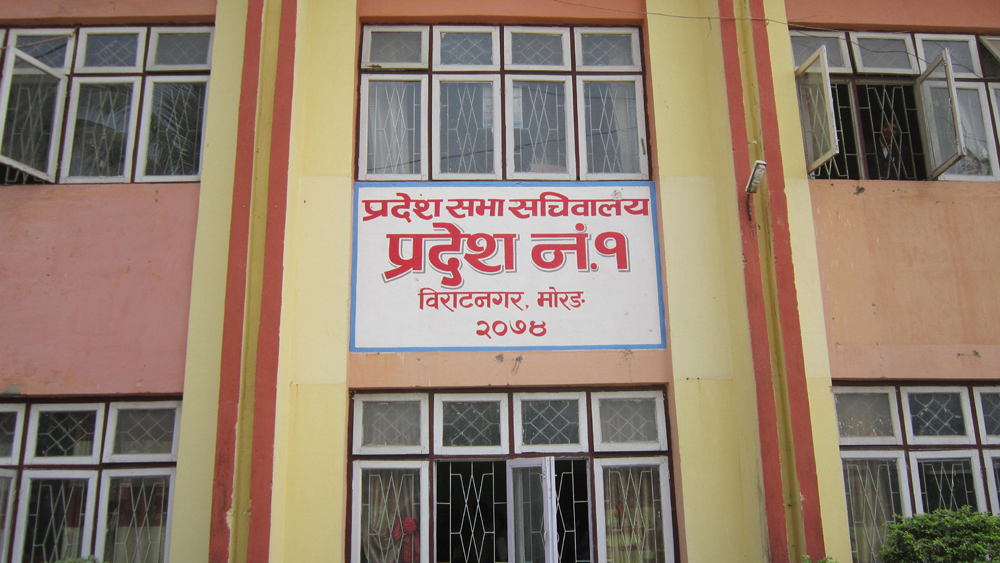 प्रदेश सभा सचिवालय
प्रदेश नं.१
विराटनगर, मोरङ
२०७४